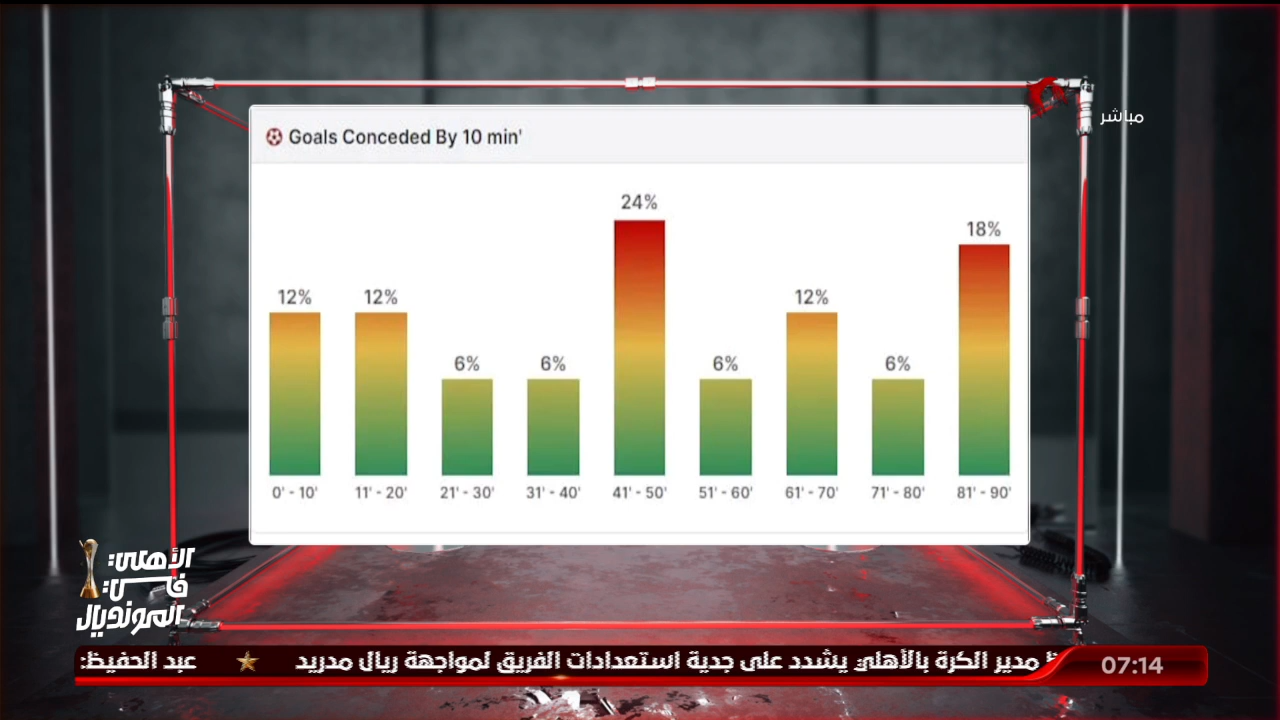 Goals Conceded By 10 min'
مباشر
24%
18%
12%
12%
12%
6%
6%
6%
6%
0' - 10'
11' - 20'
21' - 30'
31' - 40'
41' - 50'
51' - 60'
61' - 70'
71' - 80'
81' - 90'
الأهلي
في
المونديال
مدير الكرة بالأهلي يشدد على جدية استعدادات الفريق لمواجهة ريال مدريد
عبد الحفيظ:
07:14